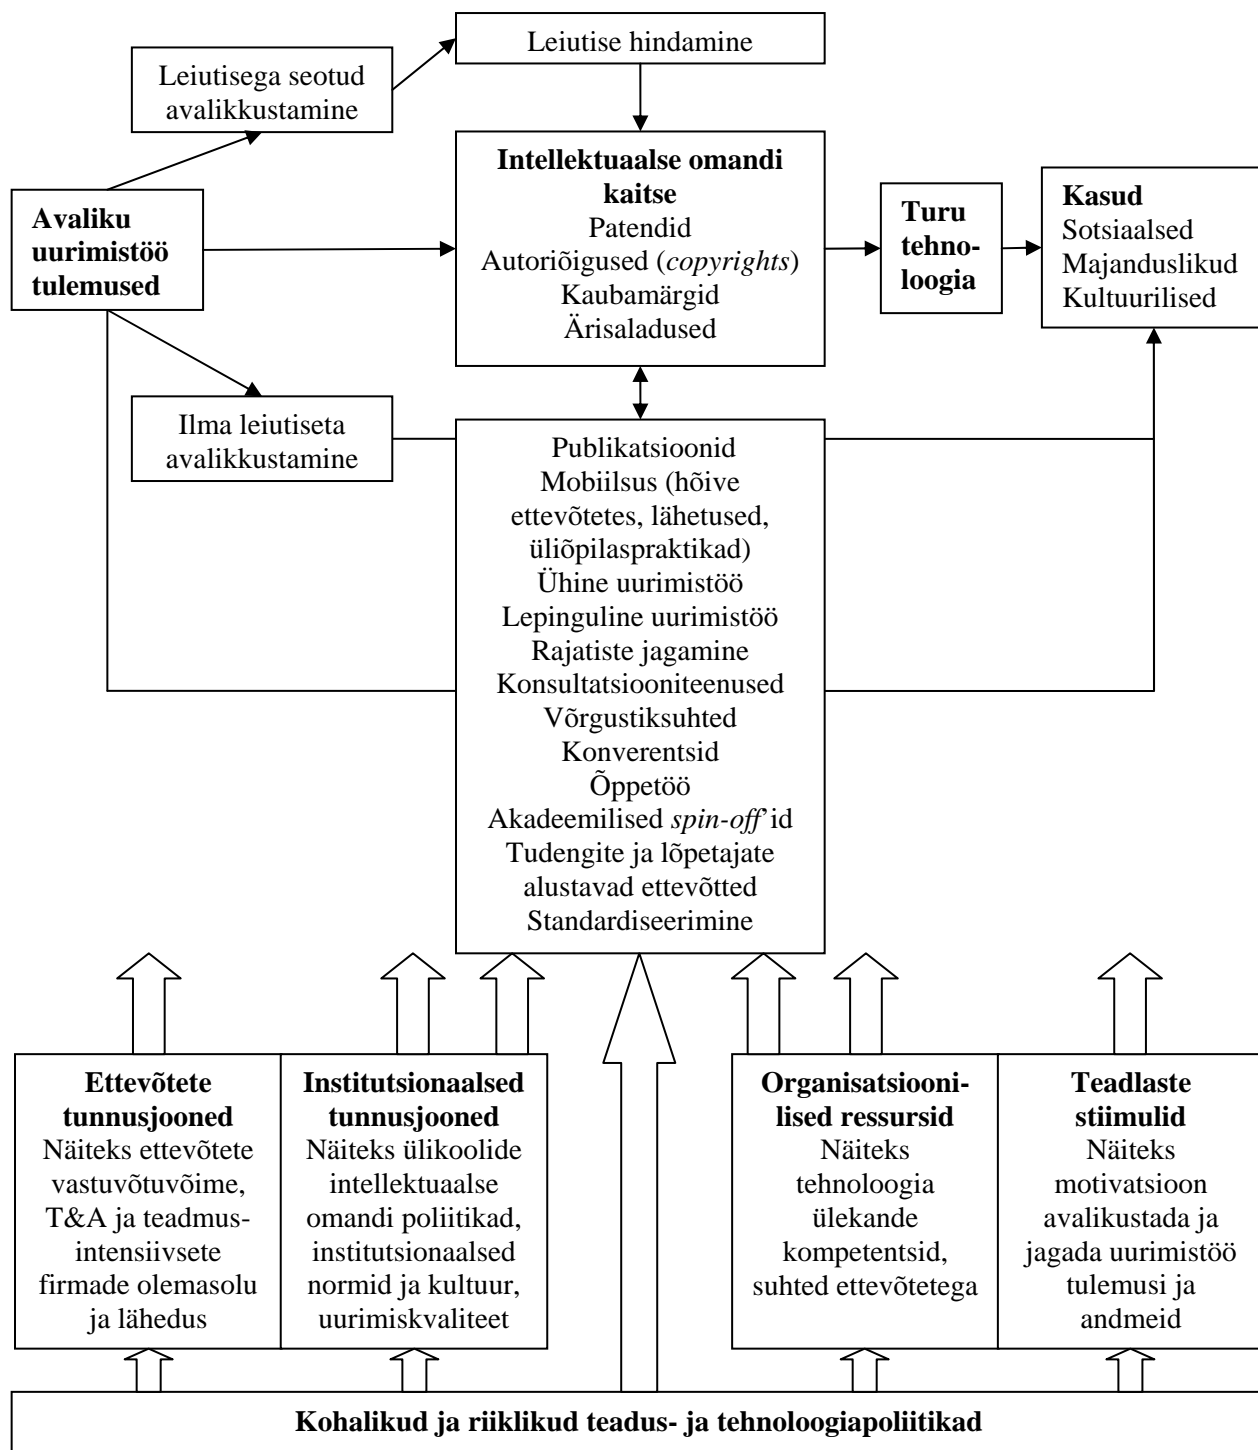 Leiutise hindamine
Leiutisega seotud
avalikkustamine
Intellektuaalse omandi
kaitse
Patendid
Autoriõigused (copyrights)
Kaubamärgid
Ärisaladused
Avaliku
uurimistöö
tulemused
Turu
tehno-
loogia
Kasud
Sotsiaalsed
Majanduslikud
Kultuurilised
Ilma leiutiseta
avalikkustamine
Publikatsioonid
Mobiilsus (hõive
ettevõtetes, lähetused,
üliõpilaspraktikad)
Ühine uurimistöö
Lepinguline uurimistöö
Rajatiste jagamine
Konsultatsiooniteenused
Võrgustiksuhted
Konverentsid
Õppetöö
Akadeemilised spin-off’id
Tudengite ja lõpetajate
alustavad ettevõtted
Standardiseerimine
Ettevõtete
tunnusjooned
Näiteks ettevõtete
vastuvõtuvõime,
T&A ja teadmus-
intensiivsete
firmade olemasolu
ja lähedus
Institutsionaalsed
tunnusjooned
Näiteks ülikoolide
intellektuaalse
omandi poliitikad,
institutsionaalsed
normid ja kultuur,
uurimiskvaliteet
Organisatsiooni-
lised ressursid
Näiteks
tehnoloogia
ülekande
kompetentsid,
suhted ettevõtetega
Teadlaste
stiimulid
Näiteks
motivatsioon
avalikustada ja
jagada uurimistöö
tulemusi ja
andmeid
Kohalikud ja riiklikud teadus- ja tehnoloogiapoliitikad